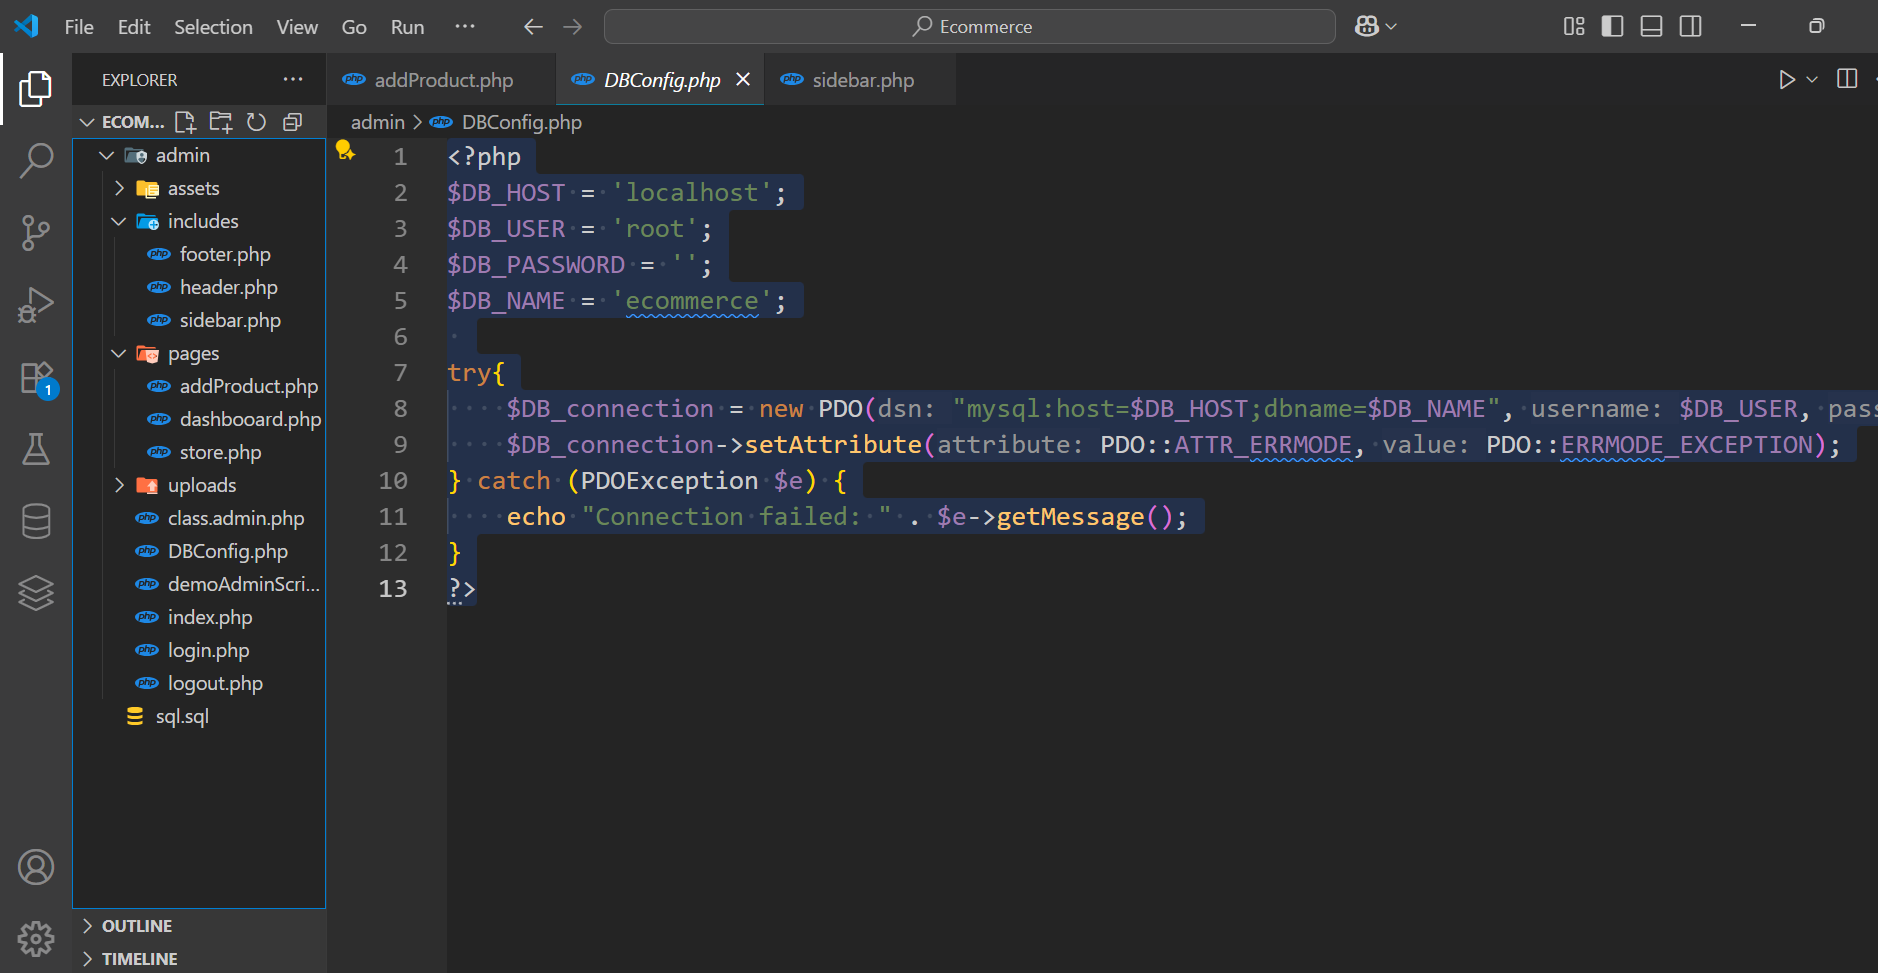 File Edit Selection View Go Run ··· Ecommerce
EXPLORER ···
addProduct.php DBConfig.php sidebar.php
ECOM...
admin > DBConfig.php
admin
assets
includes
footer.php
header.php
sidebar.php
pages
addProduct.php
dashbooard.php
store.php
uploads
class.admin.php
DBConfig.php
demoAdminScri...
index.php
login.php
logout.php
sql.sql
OUTLINE
TIMELINE
1
1 <?php
2 $DB_HOST = 'localhost';
3 $DB_USER = 'root';
4 $DB_PASSWORD = '';
5 $DB_NAME = 'ecommerce';
6
7 try{
8 $DB_connection = new PDO(dsn: "mysql:host=$DB_HOST;dbname=$DB_NAME", username: $DB_USER, pas
9 $DB_connection->setAttribute(attribute: PDO::ATTR_ERRMODE, value: PDO::ERRMODE_EXCEPTION);
10 } catch (PDOException $e) {
11 echo "Connection failed: " . $e->getMessage();
12 }
13 ?>